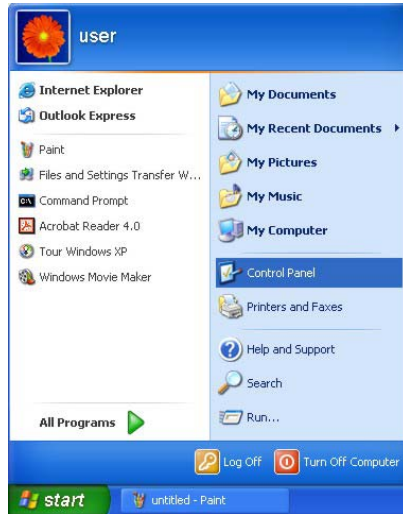 user
Internet Explorer
Outlook Express
Paint
Files and Settings Transfer W...
Command Prompt
Acrobat Reader 4.0
Tour Windows XP
Windows Movie Maker
All Programs
My Documents
My Recent Documents
My Pictures
My Music
My Computer
Control Panel
Printers and Faxes
Help and Support
Search
Run...
Log Off
Turn Off Computer
start
untitled - Paint